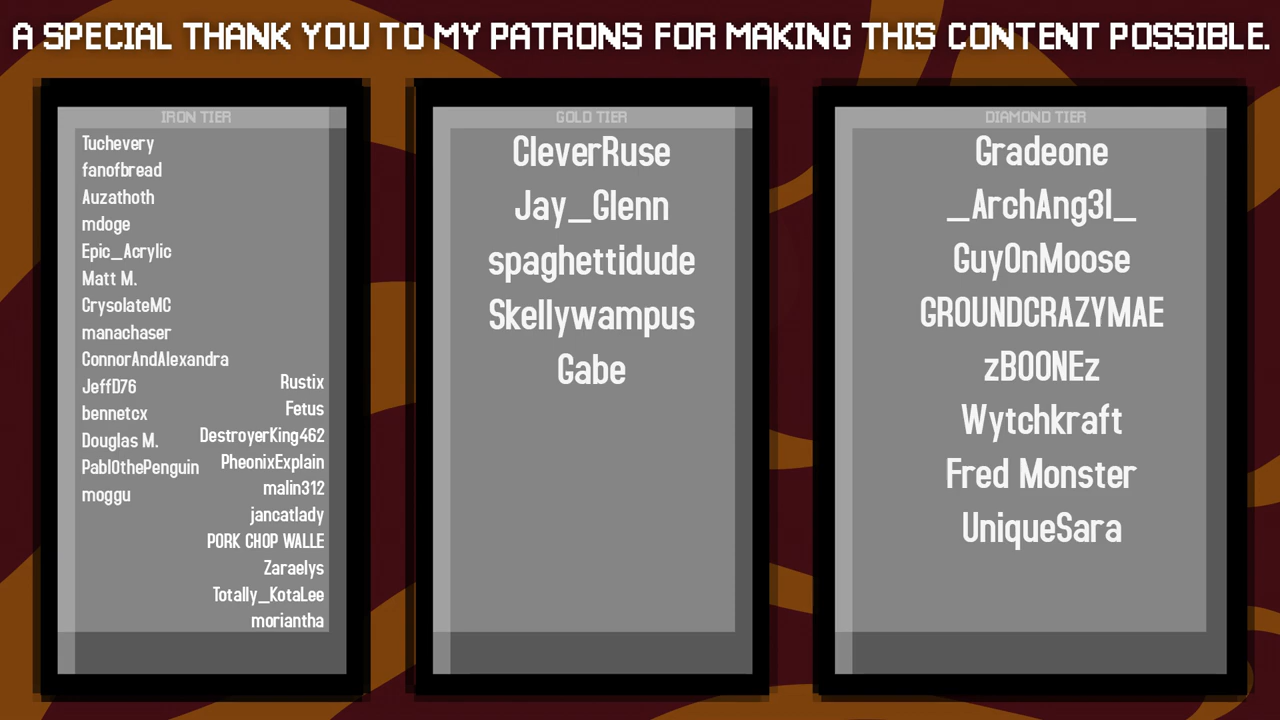 A SPECIAL THANK YOU TO MY PATRONS FOR MAKING THIS CONTENT POSSIBLE.
IRON TIER
Tuchevery
fanofbread
Auzathoth
mdoge
Epic_Acrylic
Matt M.
CrysolateMC
manachaser
ConnorAndAlexandra
JeffD76
bennetcx
Douglas M.
Pabl0thePenguin
moggu
Rustix
Fetus
DestroyerKing462
PheonixExplain
malin312
jancatlady
PORK CHOP WALLE
Zaraelys
Totally_KotaLee
moriantha
GOLD TIER
CleverRuse
Jay_Glenn
spaghettidude
Skellywampus
Gabe
DIAMOND TIER
Gradeone
_ArchAng3l_
GuyOnMoose
GROUNDCRAZYMAE
zBOONEz
Wytchkraft
Fred Monster
UniqueSara